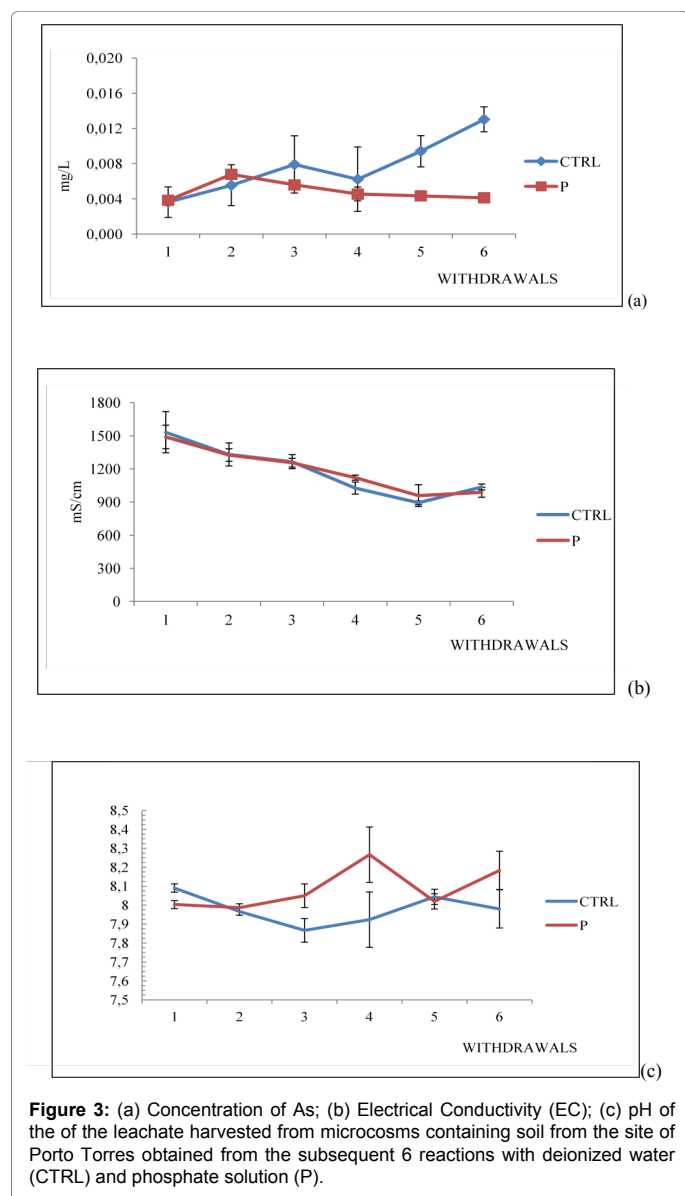 0,020
0,016
0,012
0,008
0,004
0,000
mg/L
1 2 3 4 5 6
WITHDRAWALS
CTRL
P
(a)
1800
1500
1200
900
600
300
0
mS/cm
1 2 3 4 5 6
WITHDRAWALS
CTRL
P
(b)
8,5
8,4
8,3
8,2
8,1
8
7,9
7,8
7,7
7,6
7,5
1 2 3 4 5 6
WITHDRAWALS
CTRL
P
(c)
Figure 3: (a) Concentration of As; (b) Electrical Conductivity (EC); (c) pH of
the of the leachate harvested from microcosms containing soil from the site of
Porto Torres obtained from the subsequent 6 reactions with deionized water
(CTRL) and phosphate solution (P).